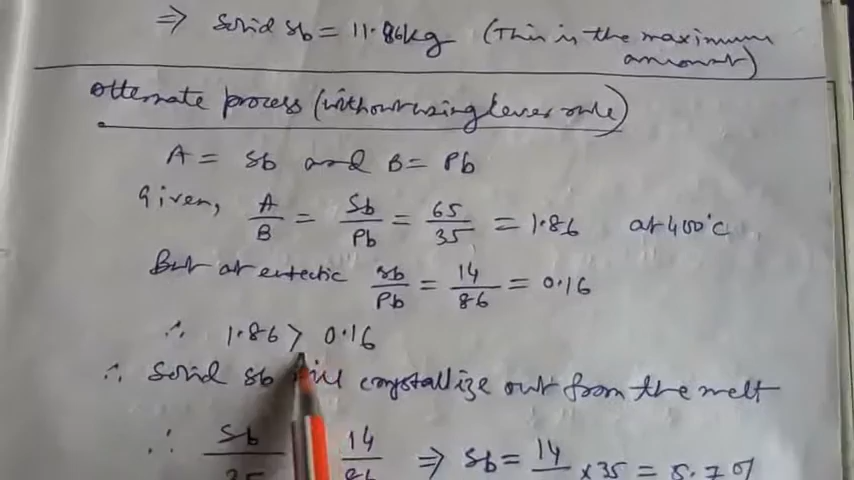 ⇒ Solid Sb = 11.86kg (This is the maximum
amount)
Alternate process (without using lever rule)
A = Sb and B = Pb
Given, A/B = Sb/Pb = 65/35 = 1.86 at 400°C
But at eutectic Sb/Pb = 14/86 = 0.16
∴ 1.86 > 0.16
∴ Solid Sb will crystallize out from the melt
∴ Sb/35 14/86 ⇒ Sb = 14/ × 35 = 5.70